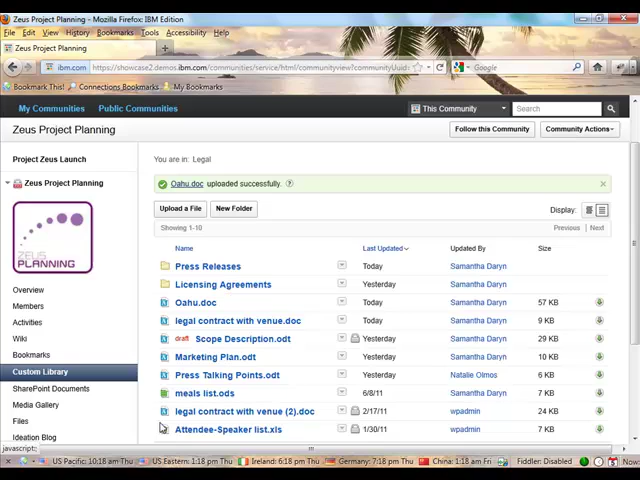 Zeus Project Planning - Mozilla Firefox: IBM Edition
File Edit View History Bookmarks Tools Help
Zeus Project Planning
ibm.com https://showcase2.demos.ibm.com/communities/service/html/communityview?communityUuid=
Google
Bookmark This! Connections Bookmarks My Bookmarks
My Communities Public Communities This Community Search
Zeus Project Planning Follow this Community Community Actions
Project Zeus Launch
You are in: Legal
Zeus Project Planning
Oahu.doc uploaded successfully.
Upload a File New Folder Display:
Showing 1-10 Previous Next
ZEUS
PLANNING
Name Last Updated Updated By Size
Press Releases Today Samantha Daryn
Licensing Agreements Yesterday Samantha Daryn
Oahu.doc Today Samantha Daryn 57 KB
legal contract with venue.doc Today Samantha Daryn 9 KB
draft Scope Description.odt Yesterday Samantha Daryn 29 KB
Marketing Plan.odt Yesterday Samantha Daryn 10 KB
Press Talking Points.odt Yesterday Natalie Olmos 6 KB
meals list.ods 6/8/11 Samantha Daryn 7 KB
legal contract with venue (2).doc 2/17/11 wpadmin 24 KB
Attendee-Speaker list.xls 1/30/11 wpadmin 7 KB
Overview
Members
Activities
Wiki
Bookmarks
Custom Library
SharePoint Documents
Media Gallery
Files
Ideation Blog
javascript:
US Pacific: 10:18 am Thu US Eastern: 1:18 pm Thu Ireland: 6:18 pm Thu Germany: 7:18 pm Thu China: 1:18 am Fri Fiddler: Disabled Now: